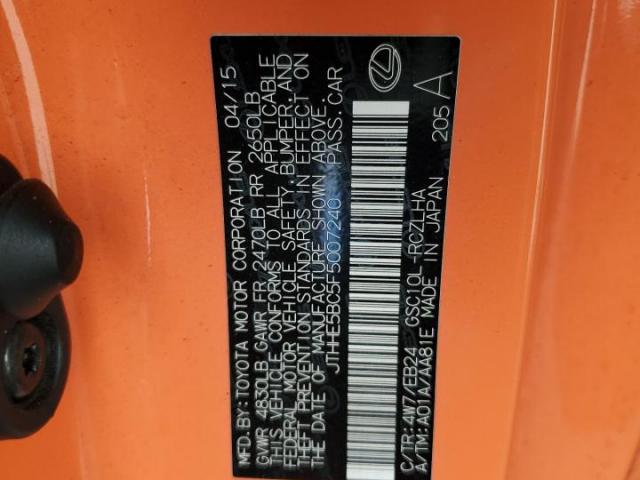 MFD. BY: TOYOTA MOTOR CORPORATION 04/15
GVWR 4830LB GAWR FR 2470LB RR 2650LB
THIS VEHICLE CONFORMS TO ALL APPLICABLE
FEDERAL MOTOR VEHICLE SAFETY, BUMPER, AND
THEFT PREVENTION STANDARDS IN EFFECT ON
THE DATE OF MANUFACTURE SHOWN ABOVE.
JTHHE5BC5F5007240 PASS. CAR
C/TR: 4W7/EB24 GSC10L-RCZLHA
A/TM: A01A/AA81E MADE IN JAPAN 205 A